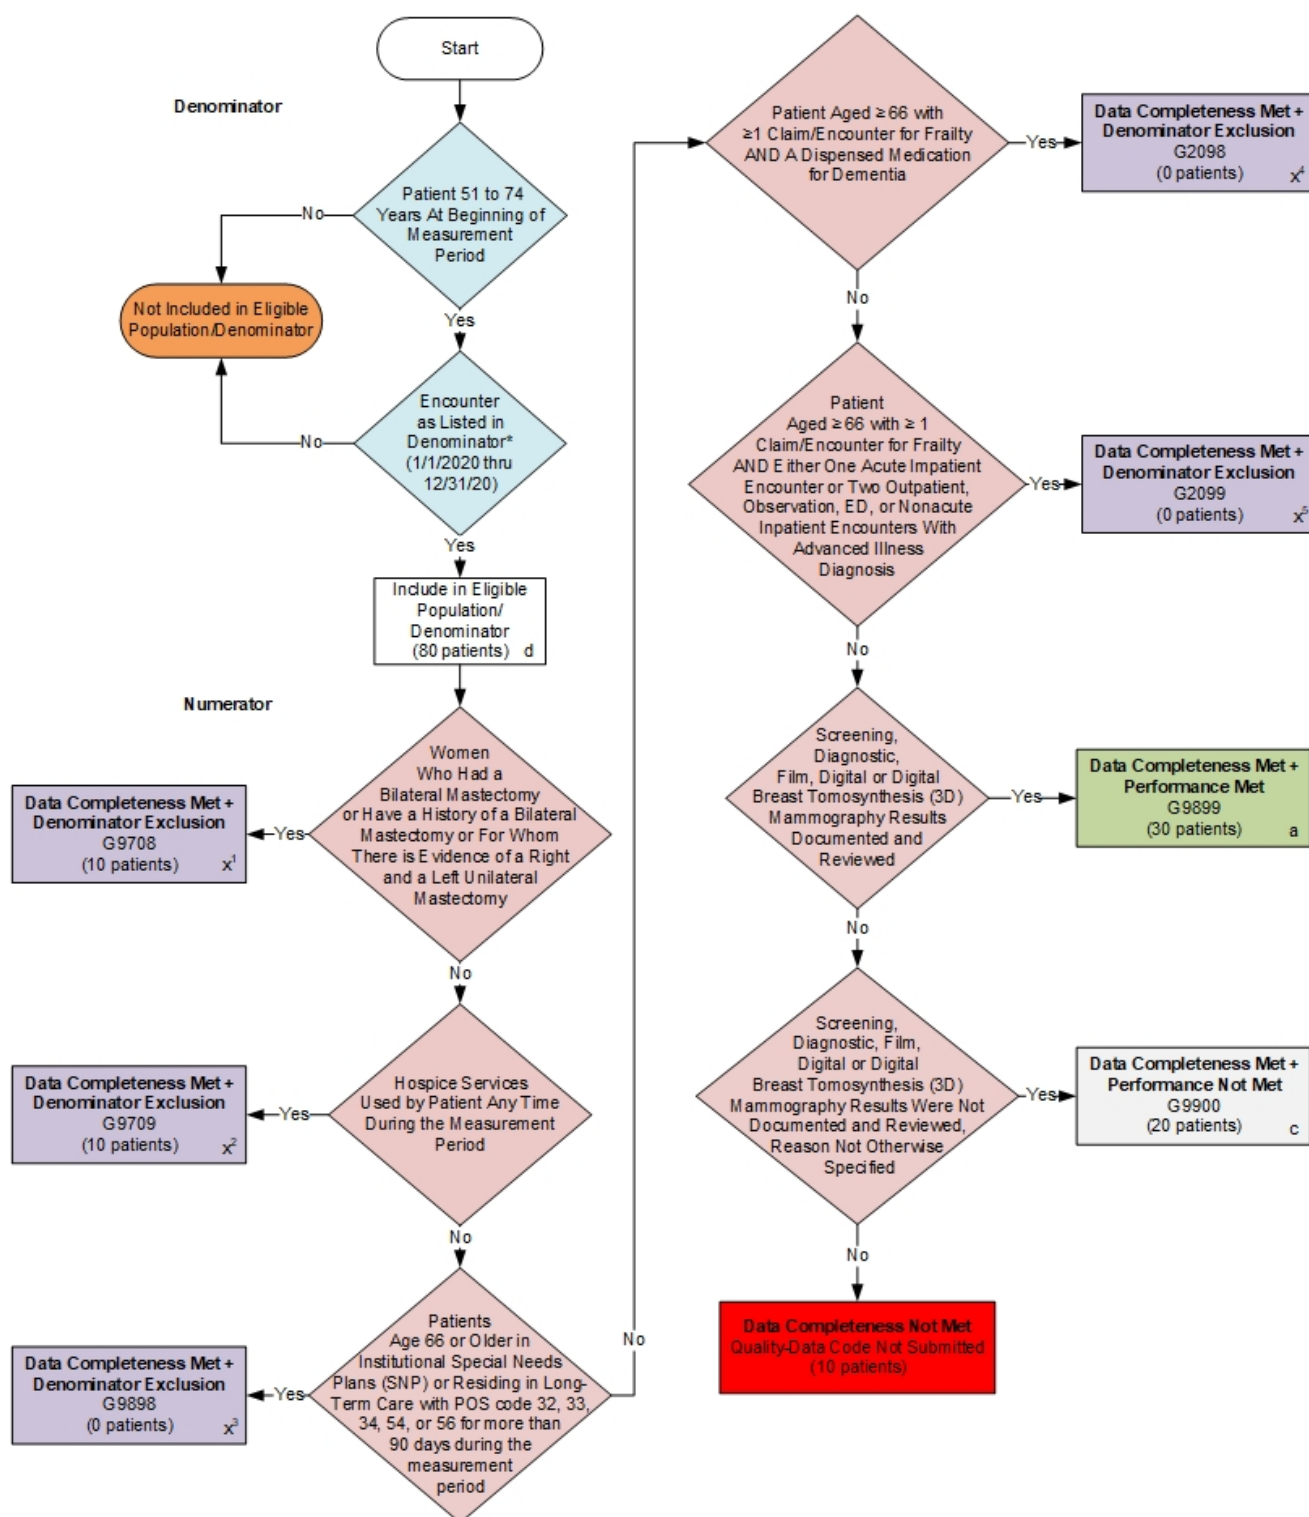 Start
Denominator
Patient 51 to 74
Years At Beginning of
Measurement
Period
No
Not Included in Eligible
Population/Denominator
Yes
Encounter
as Listed in
Denominator*
(1/1/2020 thru
12/31/20)
No
Yes
Include in Eligible
Population/
Denominator
(80 patients) d
Numerator
Women
Who Had a
Bilateral Mastectomy
or Have a History of a Bilateral
Mastectomy or For Whom
There is Evidence of a Right
and a Left Unilateral
Mastectomy
Yes
Data Completeness Met +
Denominator Exclusion
G9708
(10 patients) x¹
No
Hospice Services
Used by Patient Any Time
During the Measurement
Period
Yes
Data Completeness Met +
Denominator Exclusion
G9709
(10 patients) x²
No
Patients
Age 66 or Older in
Institutional Special Needs
Plans (SNP) or Residing in Long-
Term Care with POS code 32, 33,
34, 54, or 56 for more than
90 days during the
measurement
period
Yes
Data Completeness Met +
Denominator Exclusion
G9898
(0 patients) x³
No
Patient Aged ≥ 66 with
≥1 Claim/Encounter for Frailty
AND A Dispensed Medication
for Dementia
Yes
Data Completeness Met +
Denominator Exclusion
G2098
(0 patients) x⁴
No
Patient
Aged ≥ 66 with ≥ 1
Claim/Encounter for Frailty
AND Either One Acute Impatient
Encounter or Two Outpatient,
Observation, ED, or Nonacute
Inpatient Encounters With
Advanced Illness
Diagnosis
Yes
Data Completeness Met +
Denominator Exclusion
G2099
(0 patients) x⁵
No
Screening,
Diagnostic,
Film, Digital or Digital
Breast Tomosynthesis (3D)
Mammography Results
Documented and
Reviewed
Yes
Data Completeness Met +
Performance Met
G9899
(30 patients) a
No
Screening,
Diagnostic, Film,
Digital or Digital
Breast Tomosynthesis (3D)
Mammography Results Were Not
Documented and Reviewed,
Reason Not Otherwise
Specified
Yes
Data Completeness Met +
Performance Not Met
G9900
(20 patients) c
No
Data Completeness Not Met
Quality-Data Code Not Submitted
(10 patients)